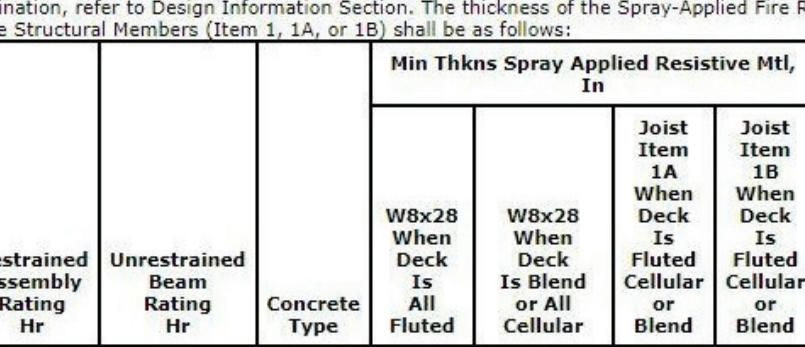 ination, refer to Design Information Section. The thickness of the Spray-Applied Fire R
e Structural Members (Item 1, 1A, or 1B) shall be as follows:
Min Thkns Spray Applied Resistive Mtl,
In
estrained
ssembly
Rating
Hr
Unrestrained
Beam
Rating
Hr
Concrete
Type
W8x28
When
Deck
Is
All
Fluted
W8x28
When
Deck
Is Blend
or All
Cellular
Joist
Item
1A
When
Deck
Is
Fluted
Cellular
or
Blend
Joist
Item
1B
When
Deck
Is
Fluted
Cellular
or
Blend